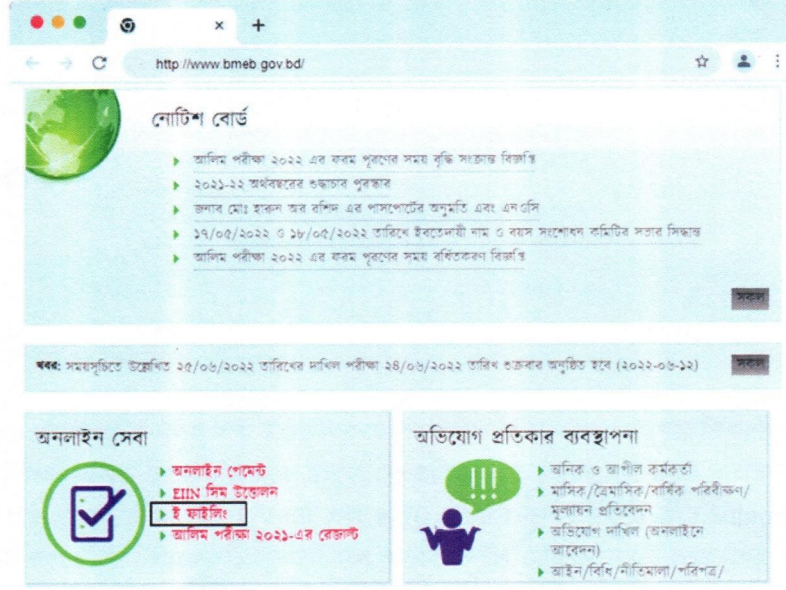 http://www.bmeb.gov.bd/
নোটিশ বোর্ড
আলিম পরীক্ষা ২০২২ এর ফরম পূরণের সময় বৃদ্ধি সংক্রান্ত বিজ্ঞপ্তি
২০২১-২২ অর্থবছরের শুদ্ধাচার পুরস্কার
জনাব মোঃ হারুন অর রশিদ এর পাসপোর্টের অনুমতি এবং এনওসি
১৭/০৫/২০২২ ও ১৮/০৫/২০২২ তারিখে ইবতেদায়ী নাম ও বয়স সংশোধন কমিটির সভার সিদ্ধান্ত
আলিম পরীক্ষা ২০২২ এর ফরম পূরণের সময় বর্ধিতকরণ বিজ্ঞপ্তি
সকল
খবর: সময়সূচিতে উল্লেখিত ২৫/০৬/২০২২ তারিখের দাখিল পরীক্ষা ২৪/০৬/২০২২ তারিখ শুক্রবার অনুষ্ঠিত হবে (২০২২-০৬-১২)
সকল
অনলাইন সেবা
অনলাইন পেমেন্ট
EIIN সিম উত্তোলন
ই ফাইলিং
আলিম পরীক্ষা ২০২১-এর রেজাল্ট
অভিযোগ প্রতিকার ব্যবস্থাপনা
অনিক ও আপীল কর্মকর্তা
মাসিক/ত্রৈমাসিক/বার্ষিক পরিবীক্ষণ/
মূল্যায়ন প্রতিবেদন
অভিযোগ দাখিল (অনলাইনে
আবেদন)
আইন/বিধি/নীতিমালা/পরিপত্র/